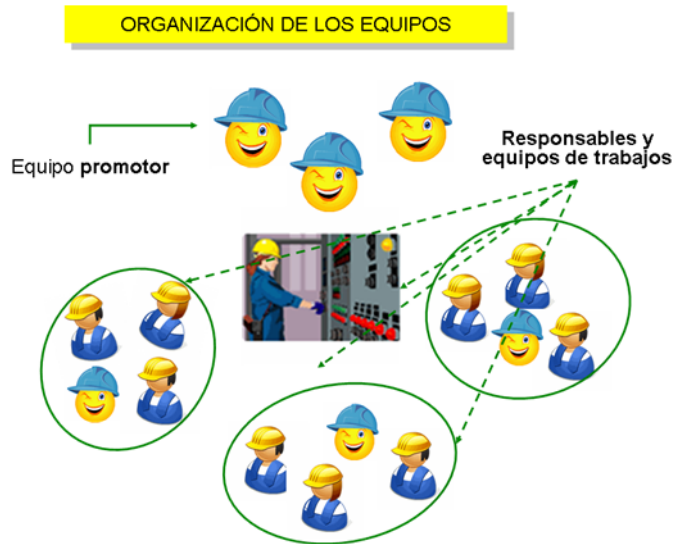 ORGANIZACIÓN DE LOS EQUIPOS
Equipo promotor
Responsables y
equipos de trabajos